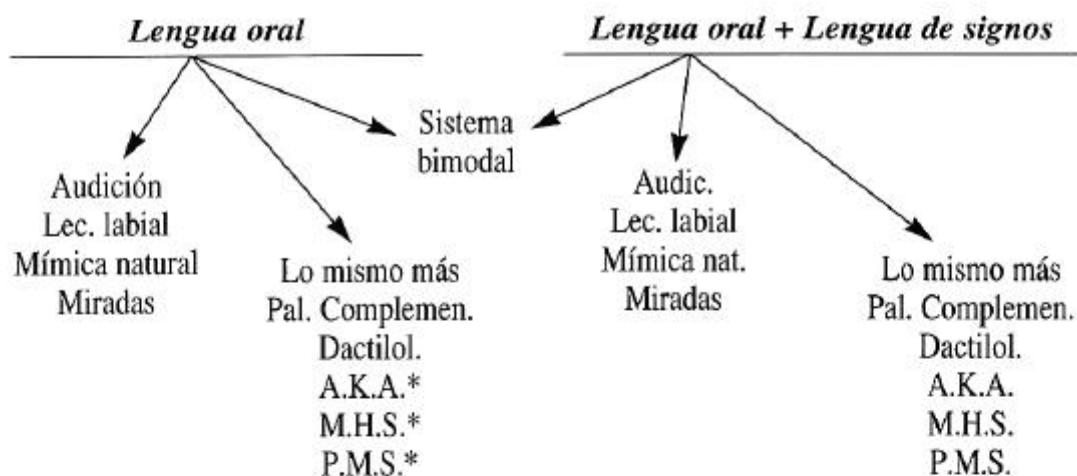 Lengua oral
Lengua oral + Lengua de signos
Sistema
bimodal
Audición
Lec. labial
Mímica natural
Miradas
Lo mismo más
Pal. Complemen.
Dactilol.
A.K.A.*
M.H.S.*
P.M.S.*
Audic.
Lec. labial
Mímica nat.
Miradas
Lo mismo más
Pal. Complemen.
Dactilol.
A.K.A.
M.H.S.
P.M.S.